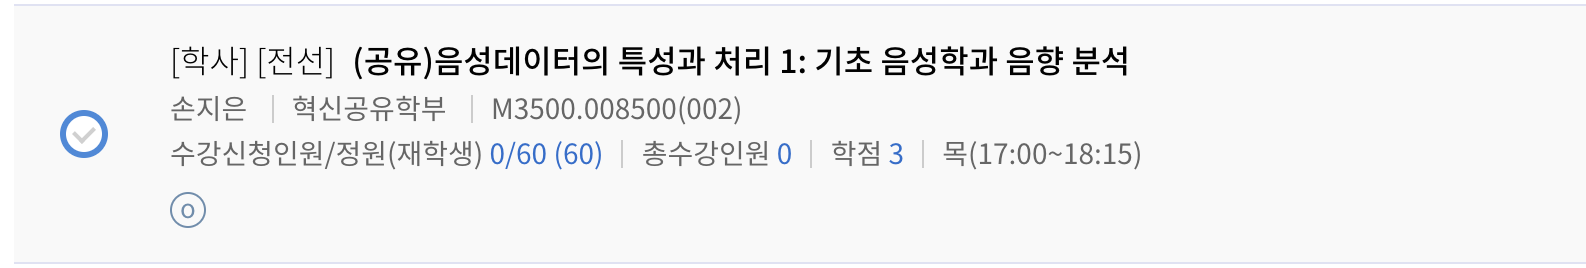 [학사] [전선] (공유)음성데이터의 특성과 처리 1: 기초 음성학과 음향 분석
손지은 | 혁신공유학부 | M3500.008500(002)
수강신청인원/정원(재학생) 0/60 (60) | 총수강인원 0 | 학점 3 | 목(17:00~18:15)
O